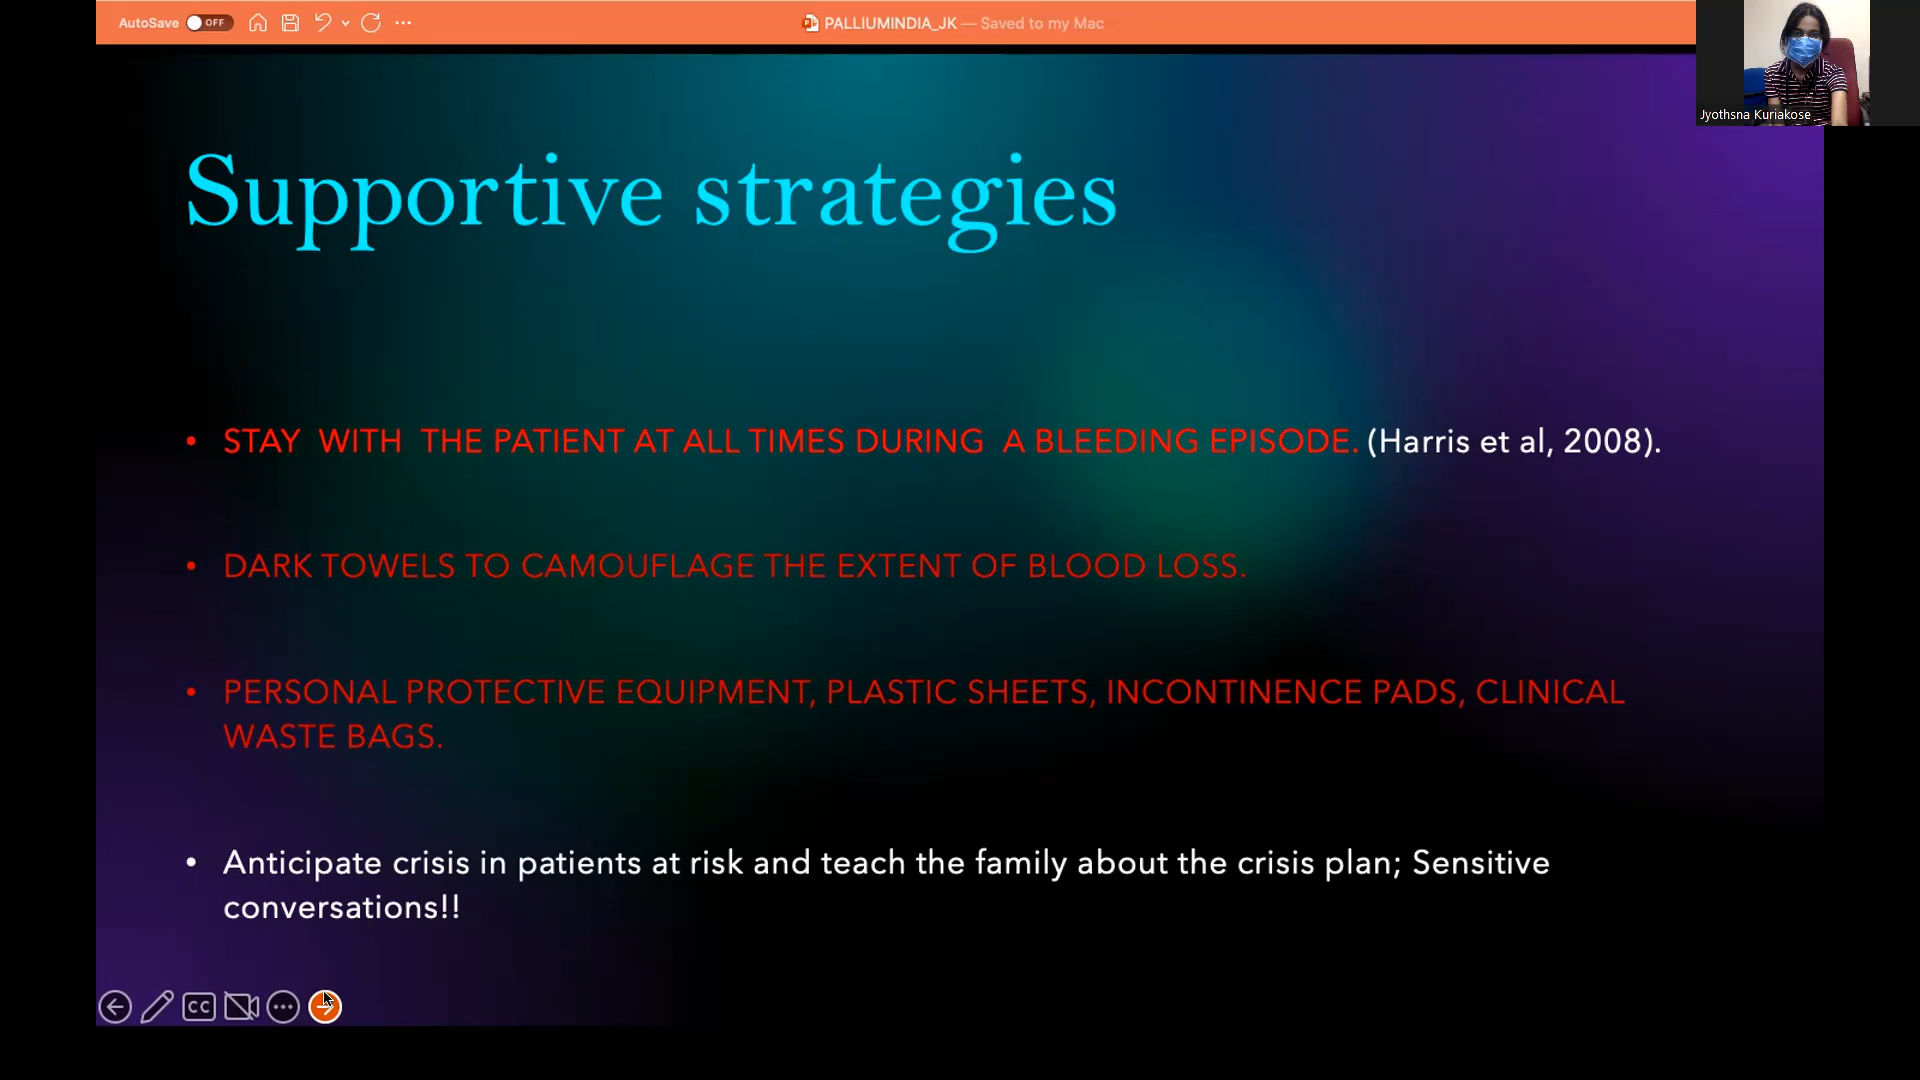 AutoSave OFF
PALLIUMINDIA_JK — Saved to my Mac
Jyothsna Kuriakose
Supportive strategies
• STAY WITH THE PATIENT AT ALL TIMES DURING A BLEEDING EPISODE. (Harris et al, 2008).
• DARK TOWELS TO CAMOUFLAGE THE EXTENT OF BLOOD LOSS.
• PERSONAL PROTECTIVE EQUIPMENT, PLASTIC SHEETS, INCONTINENCE PADS, CLINICAL
WASTE BAGS.
• Anticipate crisis in patients at risk and teach the family about the crisis plan; Sensitive
conversations!!
CC